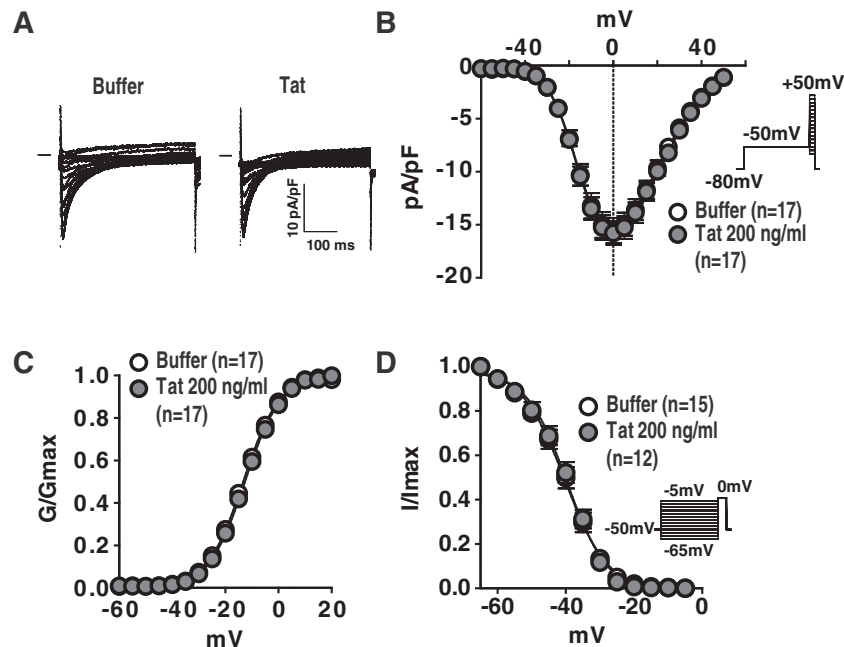 A
Buffer
Tat
10 pA/pF
100 ms
B
mV
-40
0
40
0
-5
-10
-15
-20
pA/pF
+50mV
-50mV
-80mV
Buffer (n=17)
Tat 200 ng/ml
(n=17)
C
Buffer (n=17)
Tat 200 ng/ml
(n=17)
1.0
0.8
0.6
0.4
0.2
0.0
G/Gmax
-60
-40
-20
0
20
mV
D
1.0
0.8
0.6
0.4
0.2
0.0
I/Imax
Buffer (n=15)
Tat 200 ng/ml
(n=12)
-5mV
0mV
-50mV
-65mV
-60
-40
-20
0
mV